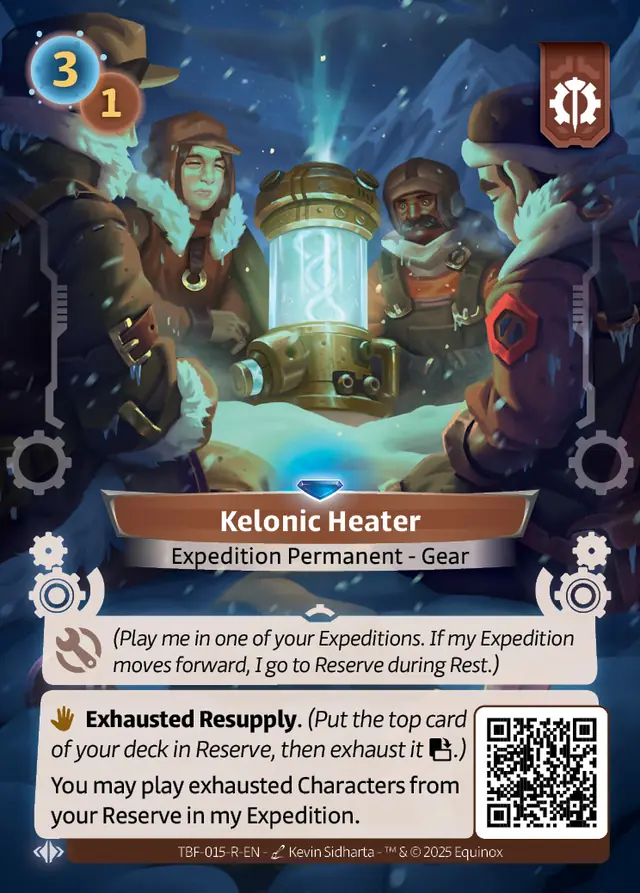 3
1
Kelonic Heater
Expedition Permanent - Gear
(Play me in one of your Expeditions. If my Expedition
moves forward, I go to Reserve during Rest.)
Exhausted Resupply. (Put the top card
of your deck in Reserve, then exhaust it .)
You may play exhausted Characters from
your Reserve in my Expedition.
TBF-015-R-EN - Kevin Sidharta - ™ & © 2025 Equinox